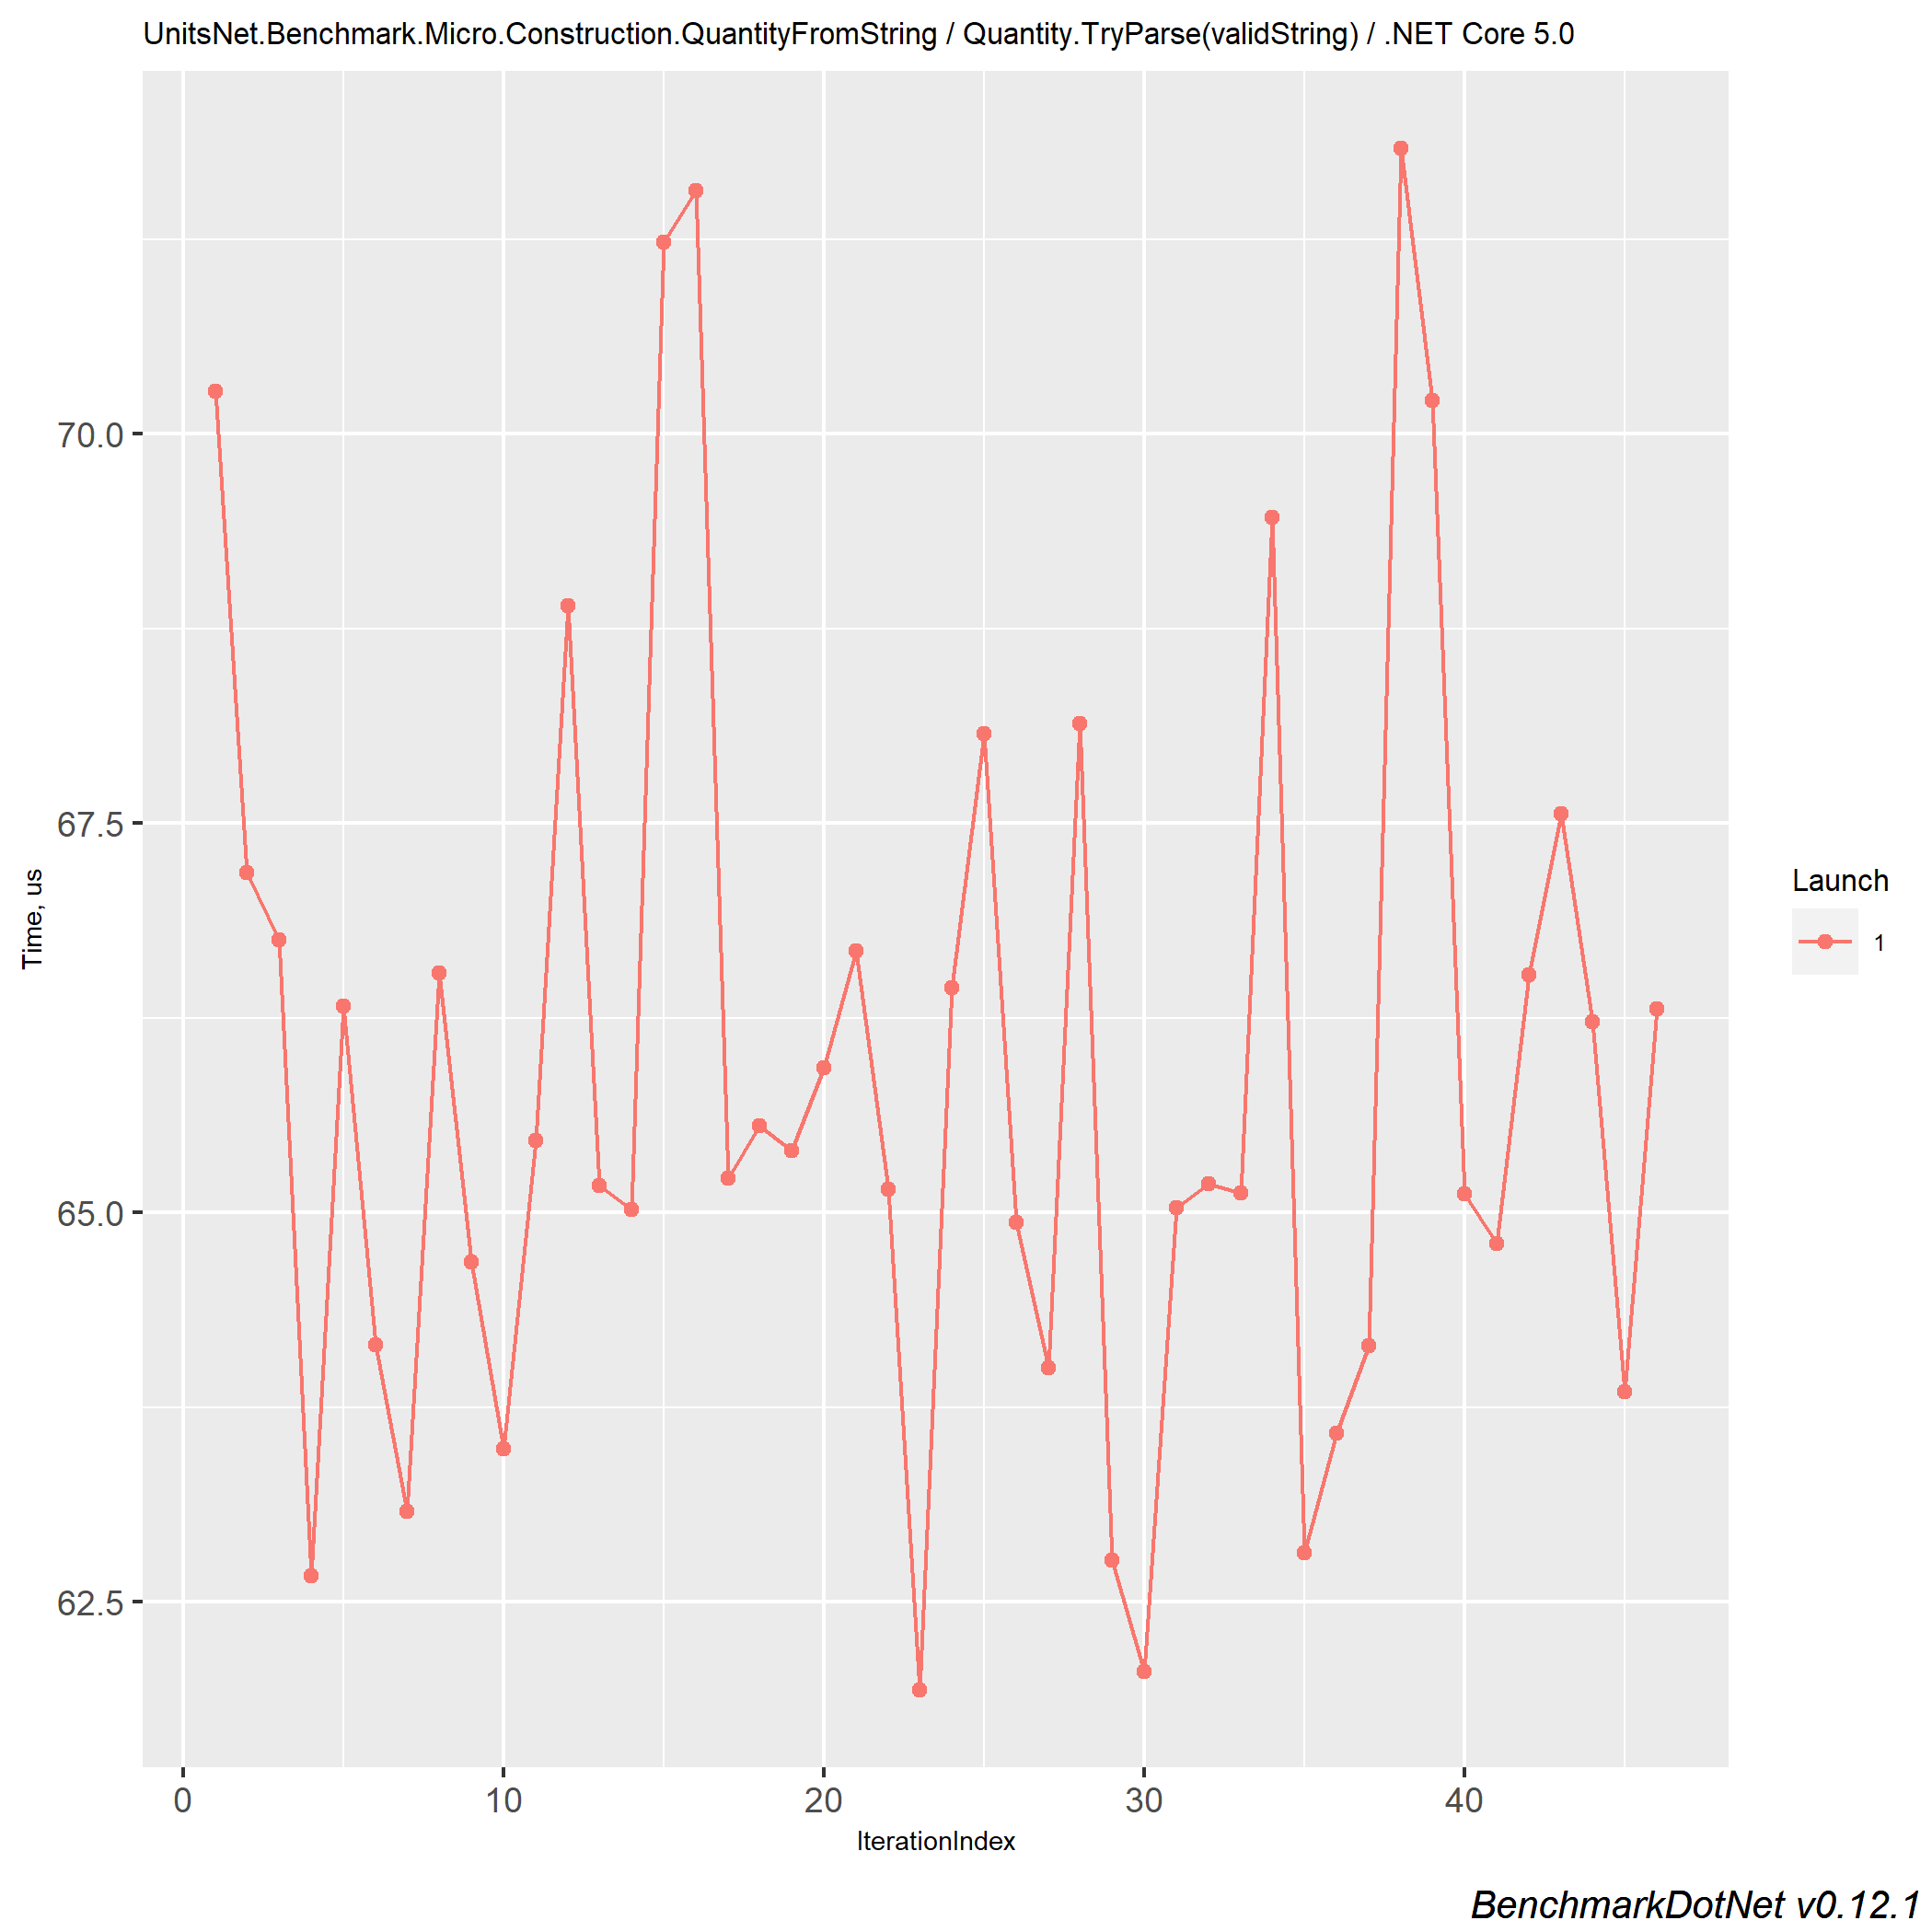 UnitsNet.Benchmark.Micro.Construction.QuantityFromString / Quantity.TryParse(validString) / .NET Core 5.0
70.0
67.5
65.0
62.5
Time, us
0 10 20 30 40
IterationIndex
Launch
1
BenchmarkDotNet v0.12.1